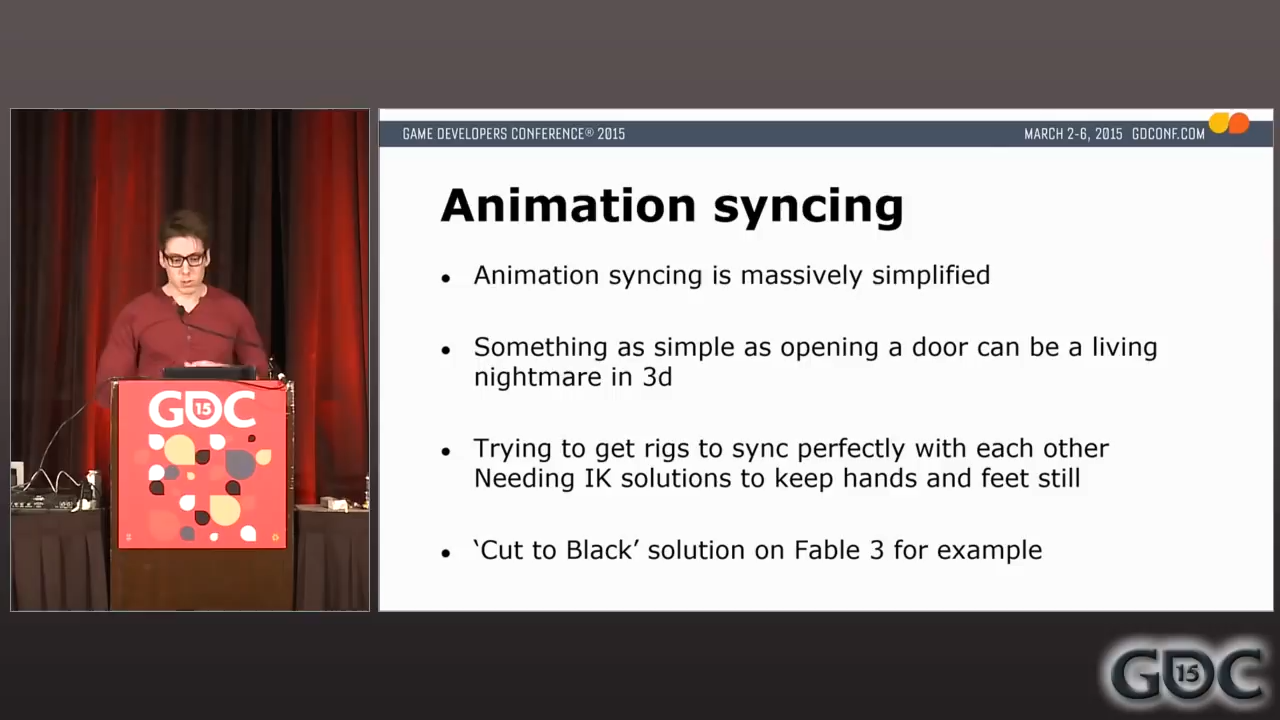 GAME DEVELOPERS CONFERENCE® 2015
MARCH 2-6, 2015 GDCONF.COM
Animation syncing
• Animation syncing is massively simplified
• Something as simple as opening a door can be a living
nightmare in 3d
• Trying to get rigs to sync perfectly with each other
Needing IK solutions to keep hands and feet still
• ‘Cut to Black’ solution on Fable 3 for example
GDC
15
GDC
15